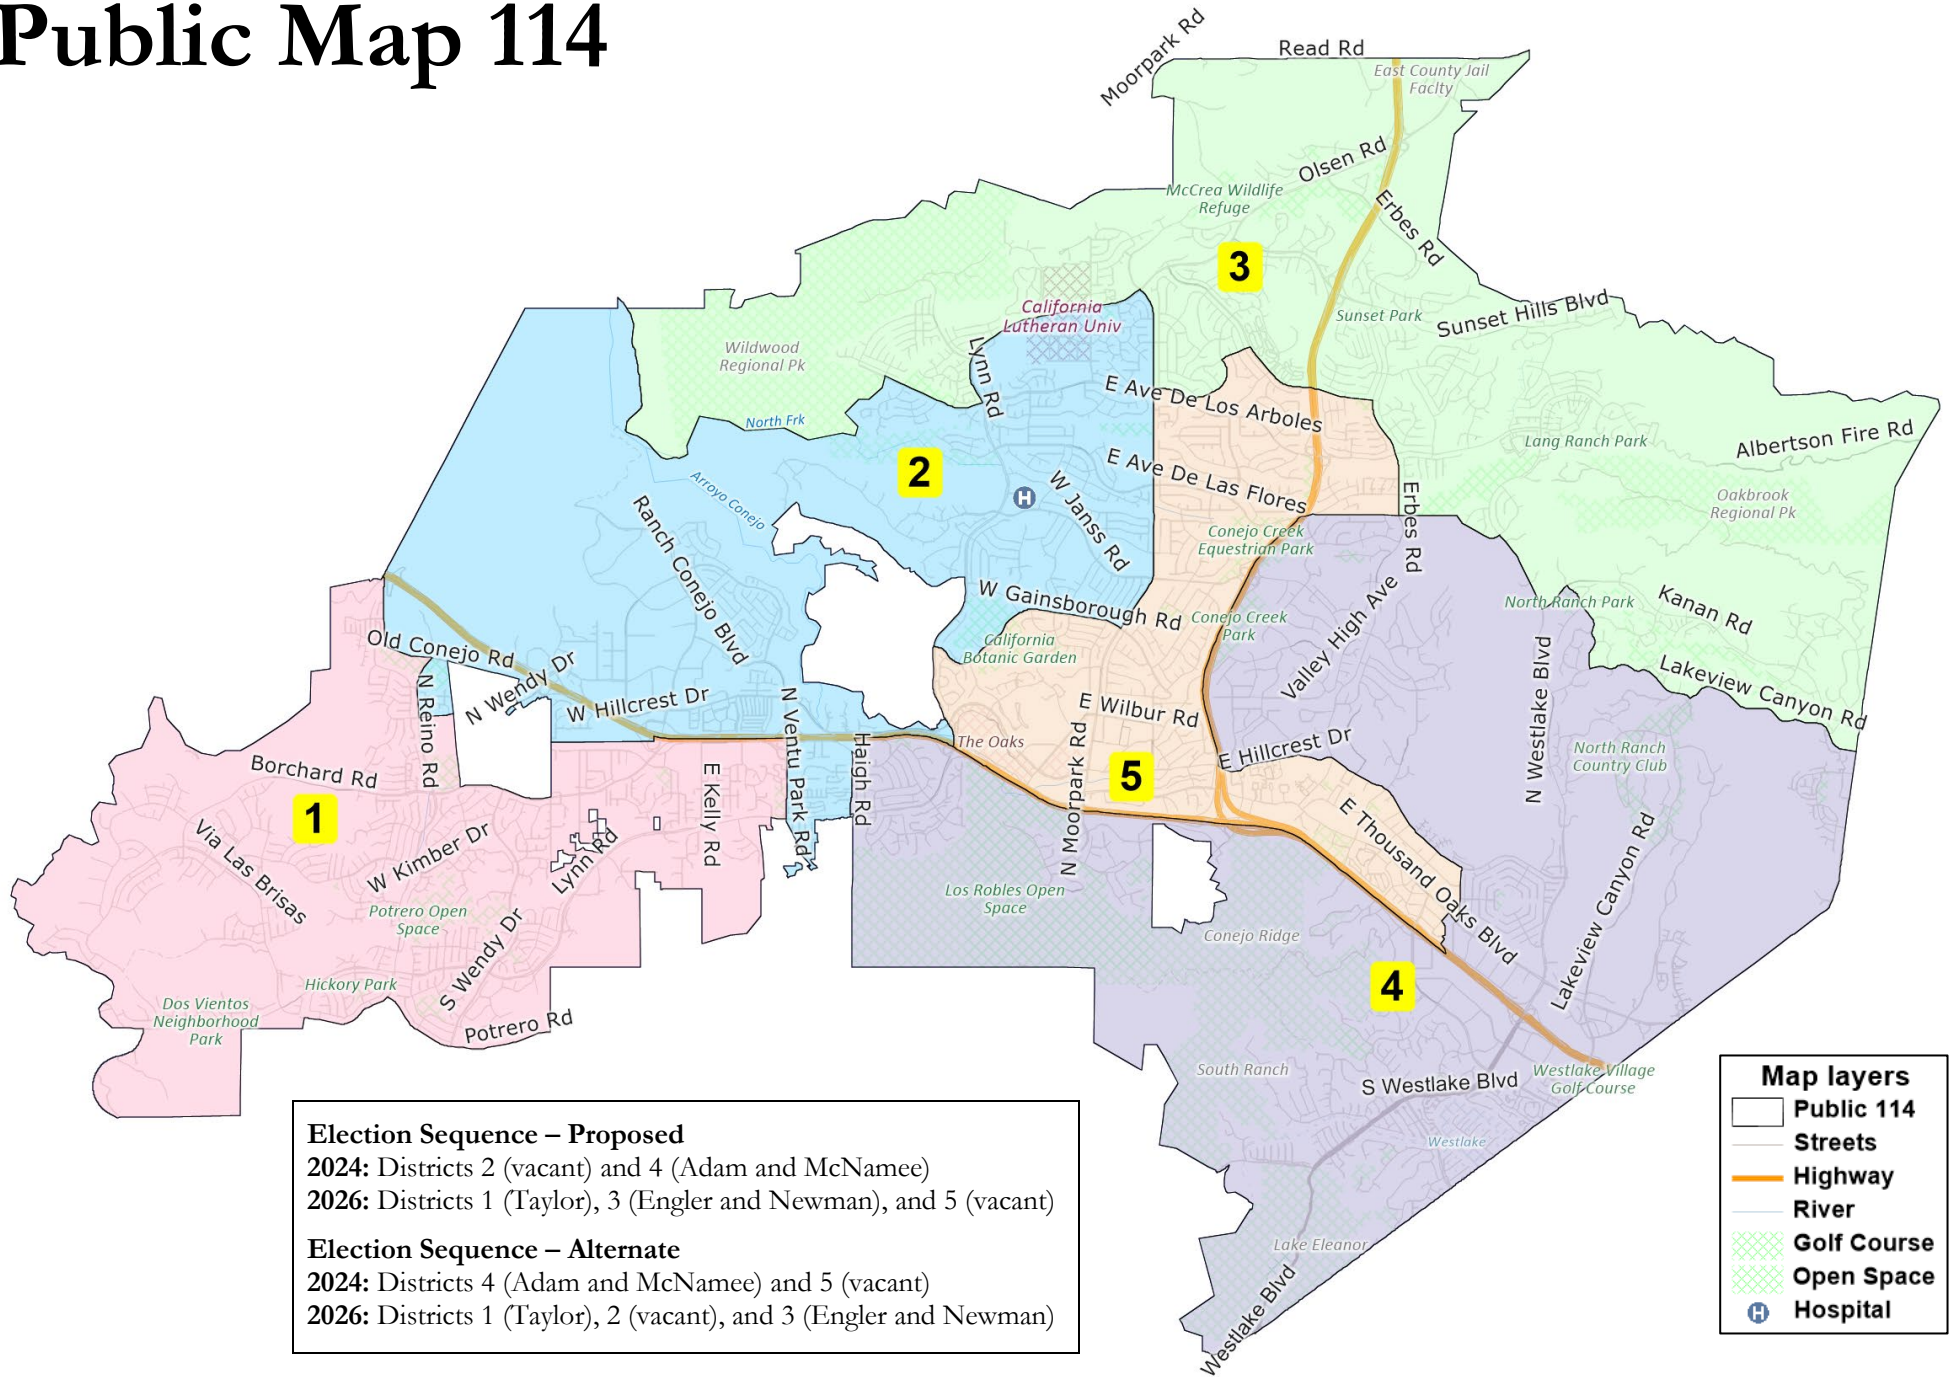 Public Map 114
Moorpark Rd
Read Rd
East County Jail
Faclty
Olsen Rd
McCrea Wildlife
Refuge
Erbes Rd
3
California
Lutheran Univ
Sunset Park
Sunset Hills Blvd
Wildwood
Regional Pk
Lynn Rd
E Ave De Los Arboles
North Frk
Lang Ranch Park
Albertson Fire Rd
2
E Ave De Las Flores
Arroyo Conejo
H
W Janss Rd
Erbes Rd
Oakbrook
Regional Pk
Ranch Conejo Blvd
Conejo Creek
Equestrian Park
W Gainsborough Rd
Conejo Creek
Park
Valley High Ave
North Ranch Park
Kanan Rd
Old Conejo Rd
California
Botanic Garden
N Westlake Blvd
Lakeview Canyon Rd
N Reino Rd
N Wendy Dr
W Hillcrest Dr
N Ventu Park Rd
E Wilbur Rd
Haigh Rd
The Oaks
N Moorpark Rd
E Hillcrest Dr
North Ranch
Country Club
Borchard Rd
E Kelly Rd
5
1
Via Las Brisas
W Kimber Dr
Lynn Rd
E Thousand Oaks Blvd
Lakeview Canyon Rd
Potrero Open
Space
Los Robles Open
Space
S Wendy Dr
Conejo Ridge
4
Hickory Park
Dos Vientos
Neighborhood
Park
Potrero Rd
South Ranch
S Westlake Blvd
Westlake Village
Golf Course
Westlake
Lake Eleanor
Westlake Blvd
Election Sequence – Proposed
2024: Districts 2 (vacant) and 4 (Adam and McNamee)
2026: Districts 1 (Taylor), 3 (Engler and Newman), and 5 (vacant)
Election Sequence – Alternate
2024: Districts 4 (Adam and McNamee) and 5 (vacant)
2026: Districts 1 (Taylor), 2 (vacant), and 3 (Engler and Newman)
Map layers
Public 114
Streets
Highway
River
Golf Course
Open Space
H Hospital